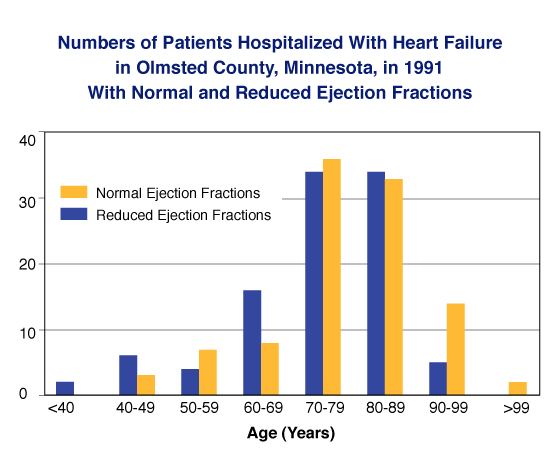 Numbers of Patients Hospitalized With Heart Failure
in Olmsted County, Minnesota, in 1991
With Normal and Reduced Ejection Fractions
40
30
20
10
0
Normal Ejection Fractions
Reduced Ejection Fractions
<40 40-49 50-59 60-69 70-79 80-89 90-99 >99
Age (Years)